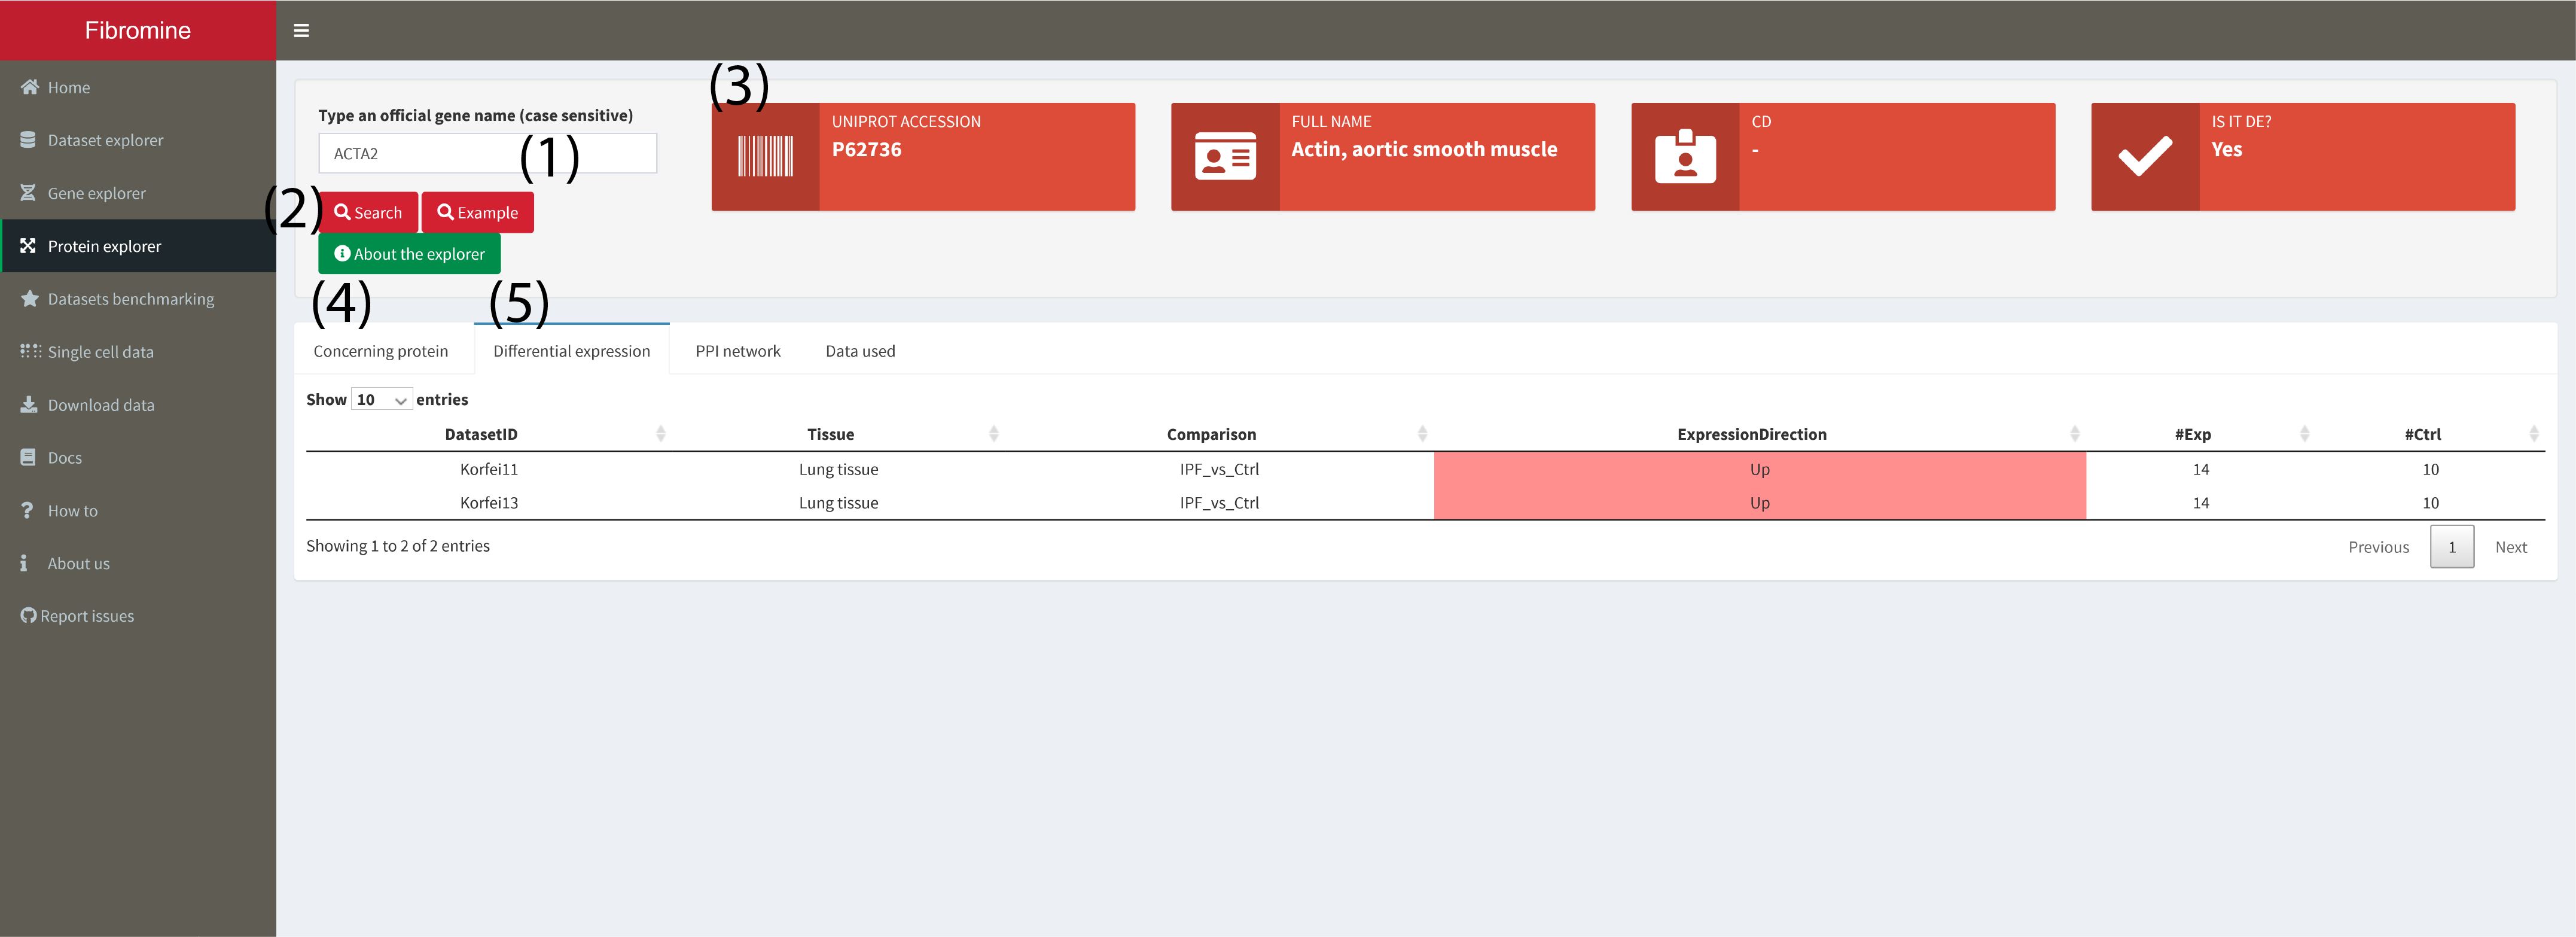 Fibromine
Home
Dataset explorer
Gene explorer
Protein explorer
Datasets benchmarking
Single cell data
Download data
Docs
How to
About us
Report issues
Type an official gene name (case sensitive)
ACTA2
(1)
(2)
Search
Example
About the explorer
(3)
UNIPROT ACCESSION
P62736
FULL NAME
Actin, aortic smooth muscle
CD
-
IS IT DE?
Yes
(4) (5)
Concerning protein Differential expression PPI network Data used
Show 10 entries
DatasetID Tissue Comparison ExpressionDirection #Exp #Ctrl
Korfei11 Lung tissue IPF_vs_Ctrl Up 14 10
Korfei13 Lung tissue IPF_vs_Ctrl Up 14 10
Showing 1 to 2 of 2 entries
Previous 1 Next